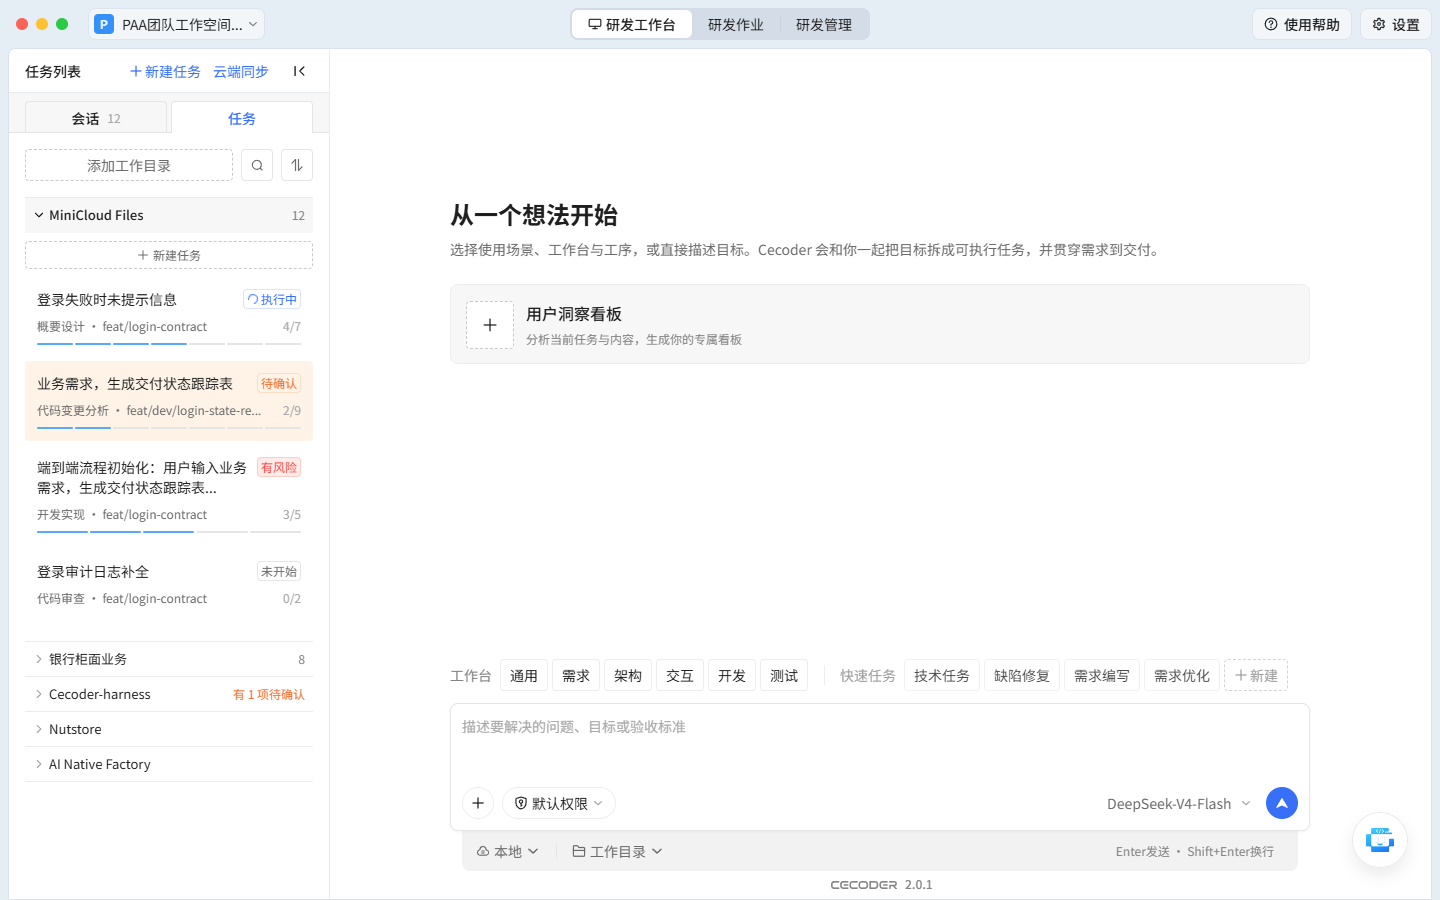 P PAA团队工作空间...
研发工作台 研发作业 研发管理
使用帮助 设置
任务列表 新建任务 云端同步
会话 12 任务
添加工作目录
MiniCloud Files 12
新建任务
登录失败时未提示信息 执行中
概要设计 • feat/login-contract 4/7
业务需求，生成交付状态跟踪表 待确认
代码变更分析 • feat/dev/login-state-re... 2/9
端到端流程初始化：用户输入业务 有风险
需求，生成交付状态跟踪表...
开发实现 • feat/login-contract 3/5
登录审计日志补全 未开始
代码审查 • feat/login-contract 0/2
银行柜面业务 8
Cecoder-harness 有 1 项待确认
Nutstore
AI Native Factory
从一个想法开始
选择使用场景、工作台与工序，或直接描述目标。Cecoder 会和你一起把目标拆成可执行任务，并贯穿需求到交付。
用户洞察看板
分析当前任务与内容，生成你的专属看板
工作台 通用 需求 架构 交互 开发 测试 快速任务 技术任务 缺陷修复 需求编写 需求优化 新建
描述要解决的问题、目标或验收标准
默认权限 DeepSeek-V4-Flash
本地 工作目录 Enter发送 • Shift+Enter换行
CECODER 2.0.1